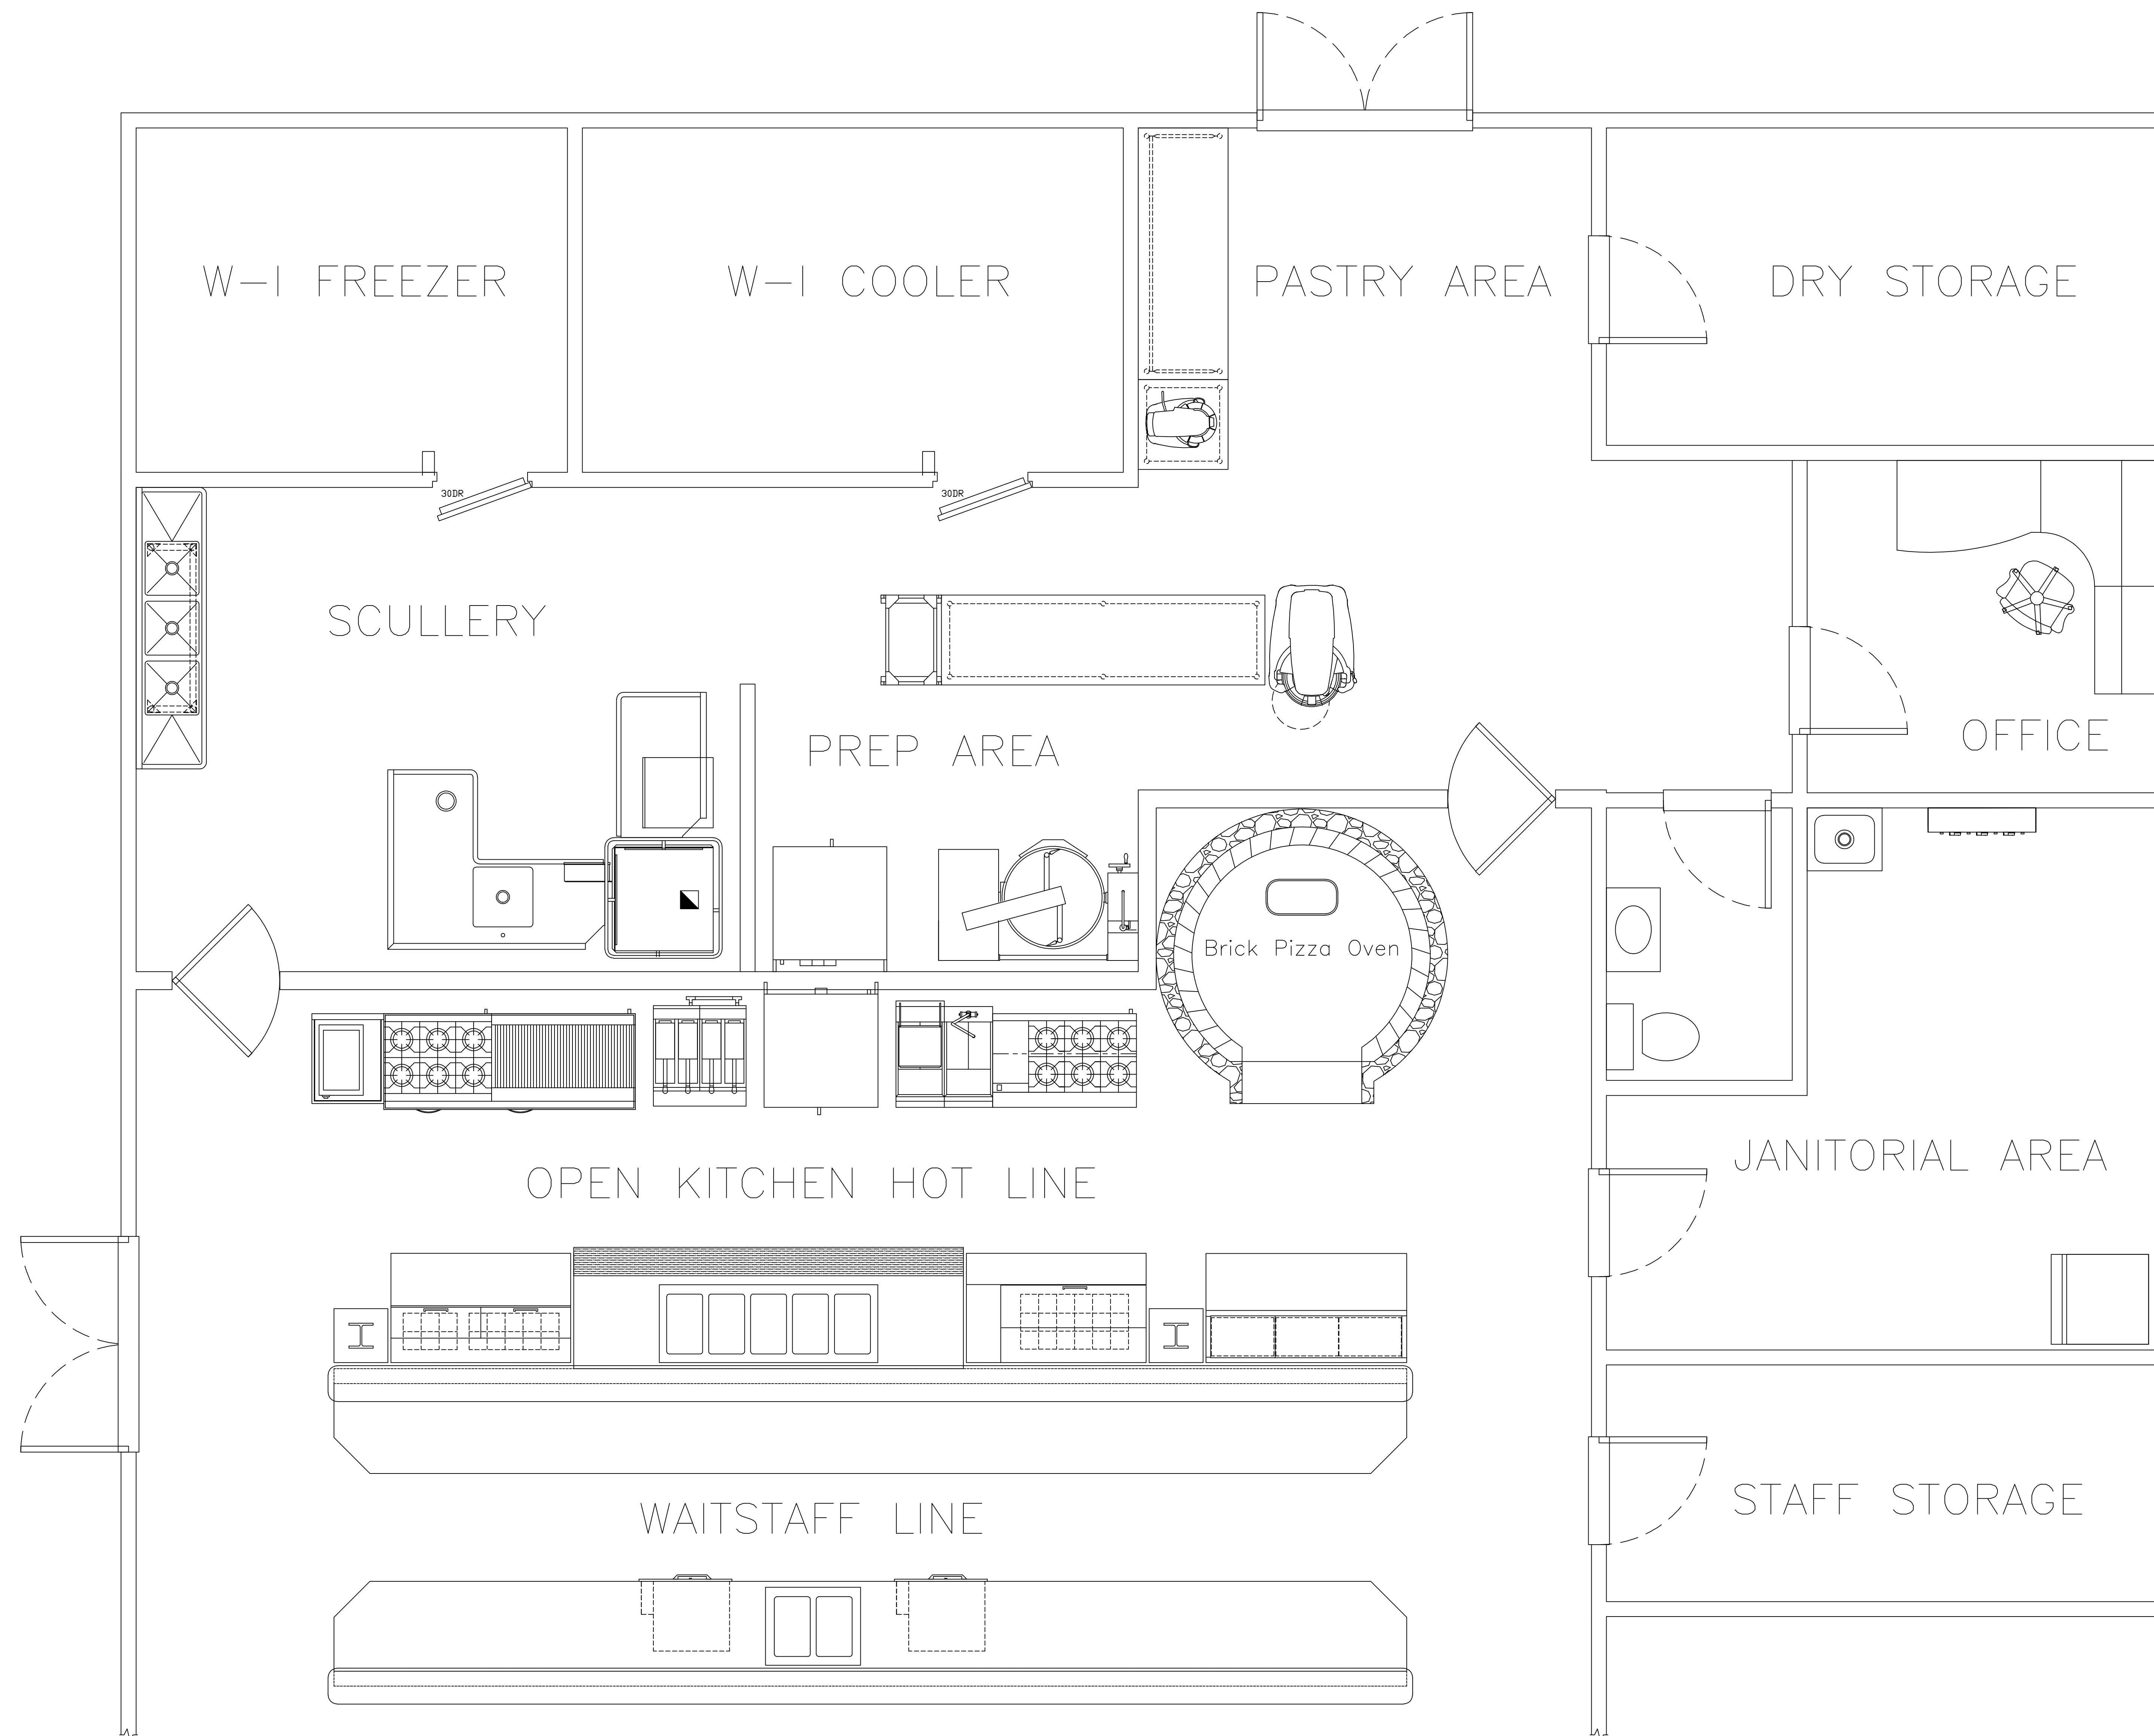 W-I FREEZER
W-I COOLER
PASTRY AREA
DRY STORAGE
30DR
30DR
SCULLERY
PREP AREA
OFFICE
Brick Pizza Oven
JANITORIAL AREA
OPEN KITCHEN HOT LINE
STAFF STORAGE
WAITSTAFF LINE